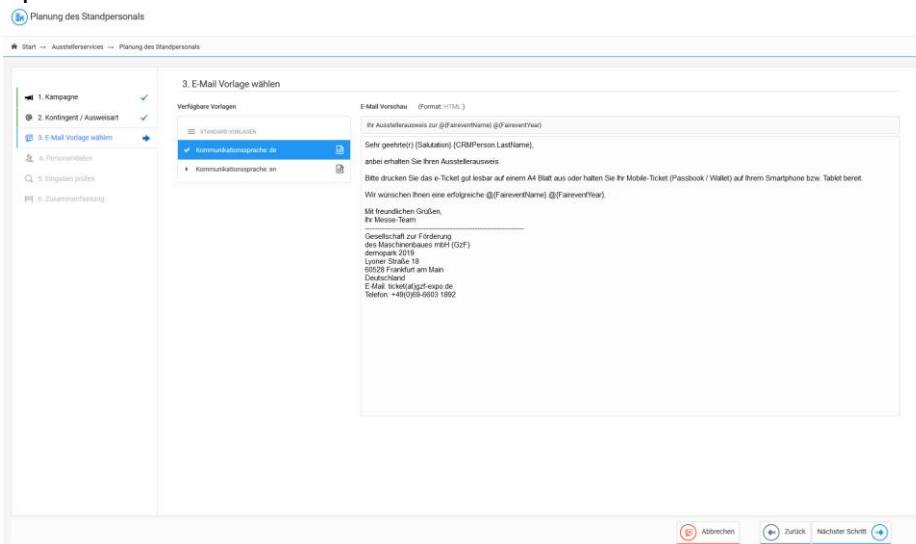 Planung des Standpersonals
Start → Ausstellerservices → Planung des Standpersonals
1. Kampagne
2. Kontingent / Ausweisart
3. E-Mail Vorlage wählen
4. Personendaten
5. Eingaben prüfen
6. Zusammenfassung
3. E-Mail Vorlage wählen
Verfügbare Vorlagen
STANDARD-VORLAGEN
Kommunikationssprache: de
Kommunikationssprache: en
E-Mail Vorschau (Format: HTML )
Ihr Ausstellerausweis zur @{FaireventName} @{FaireventYear}
Sehr geehrte(r) {Salutation} {CRMPerson.LastName},
anbei erhalten Sie Ihren Ausstellerausweis.
Bitte drucken Sie das e-Ticket gut lesbar auf einem A4 Blatt aus oder halten Sie Ihr Mobile-Ticket (Passbook / Wallet) auf Ihrem Smartphone bzw. Tablet bereit.
Wir wünschen Ihnen eine erfolgreiche @{FaireventName} @{FaireventYear}.
Mit freundlichen Grüßen,
Ihr Messe-Team
Gesellschaft zur Förderung
des Maschinenbaues mbH (GzF)
demopark 2019
Lyoner Straße 18
60528 Frankfurt am Main
Deutschland
E-Mail: ticket(at)gzf-expo.de
Telefon: +49(0)69-6603 1892
Abbrechen
Zurück
Nächster Schritt